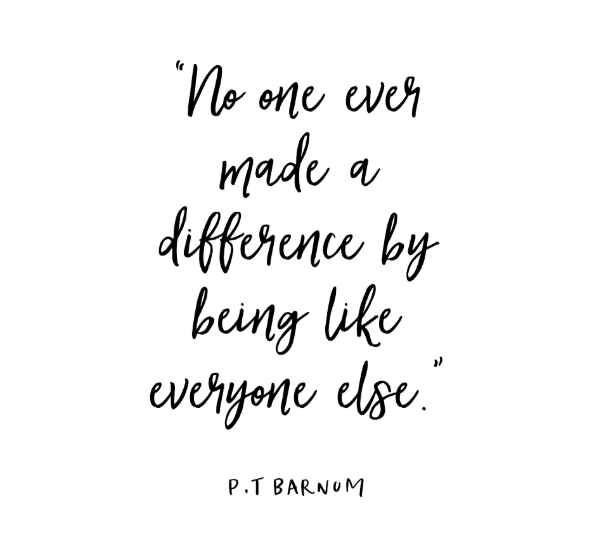 “No one ever
made a
difference by
being like
everyone else.”
P.T BARNUM